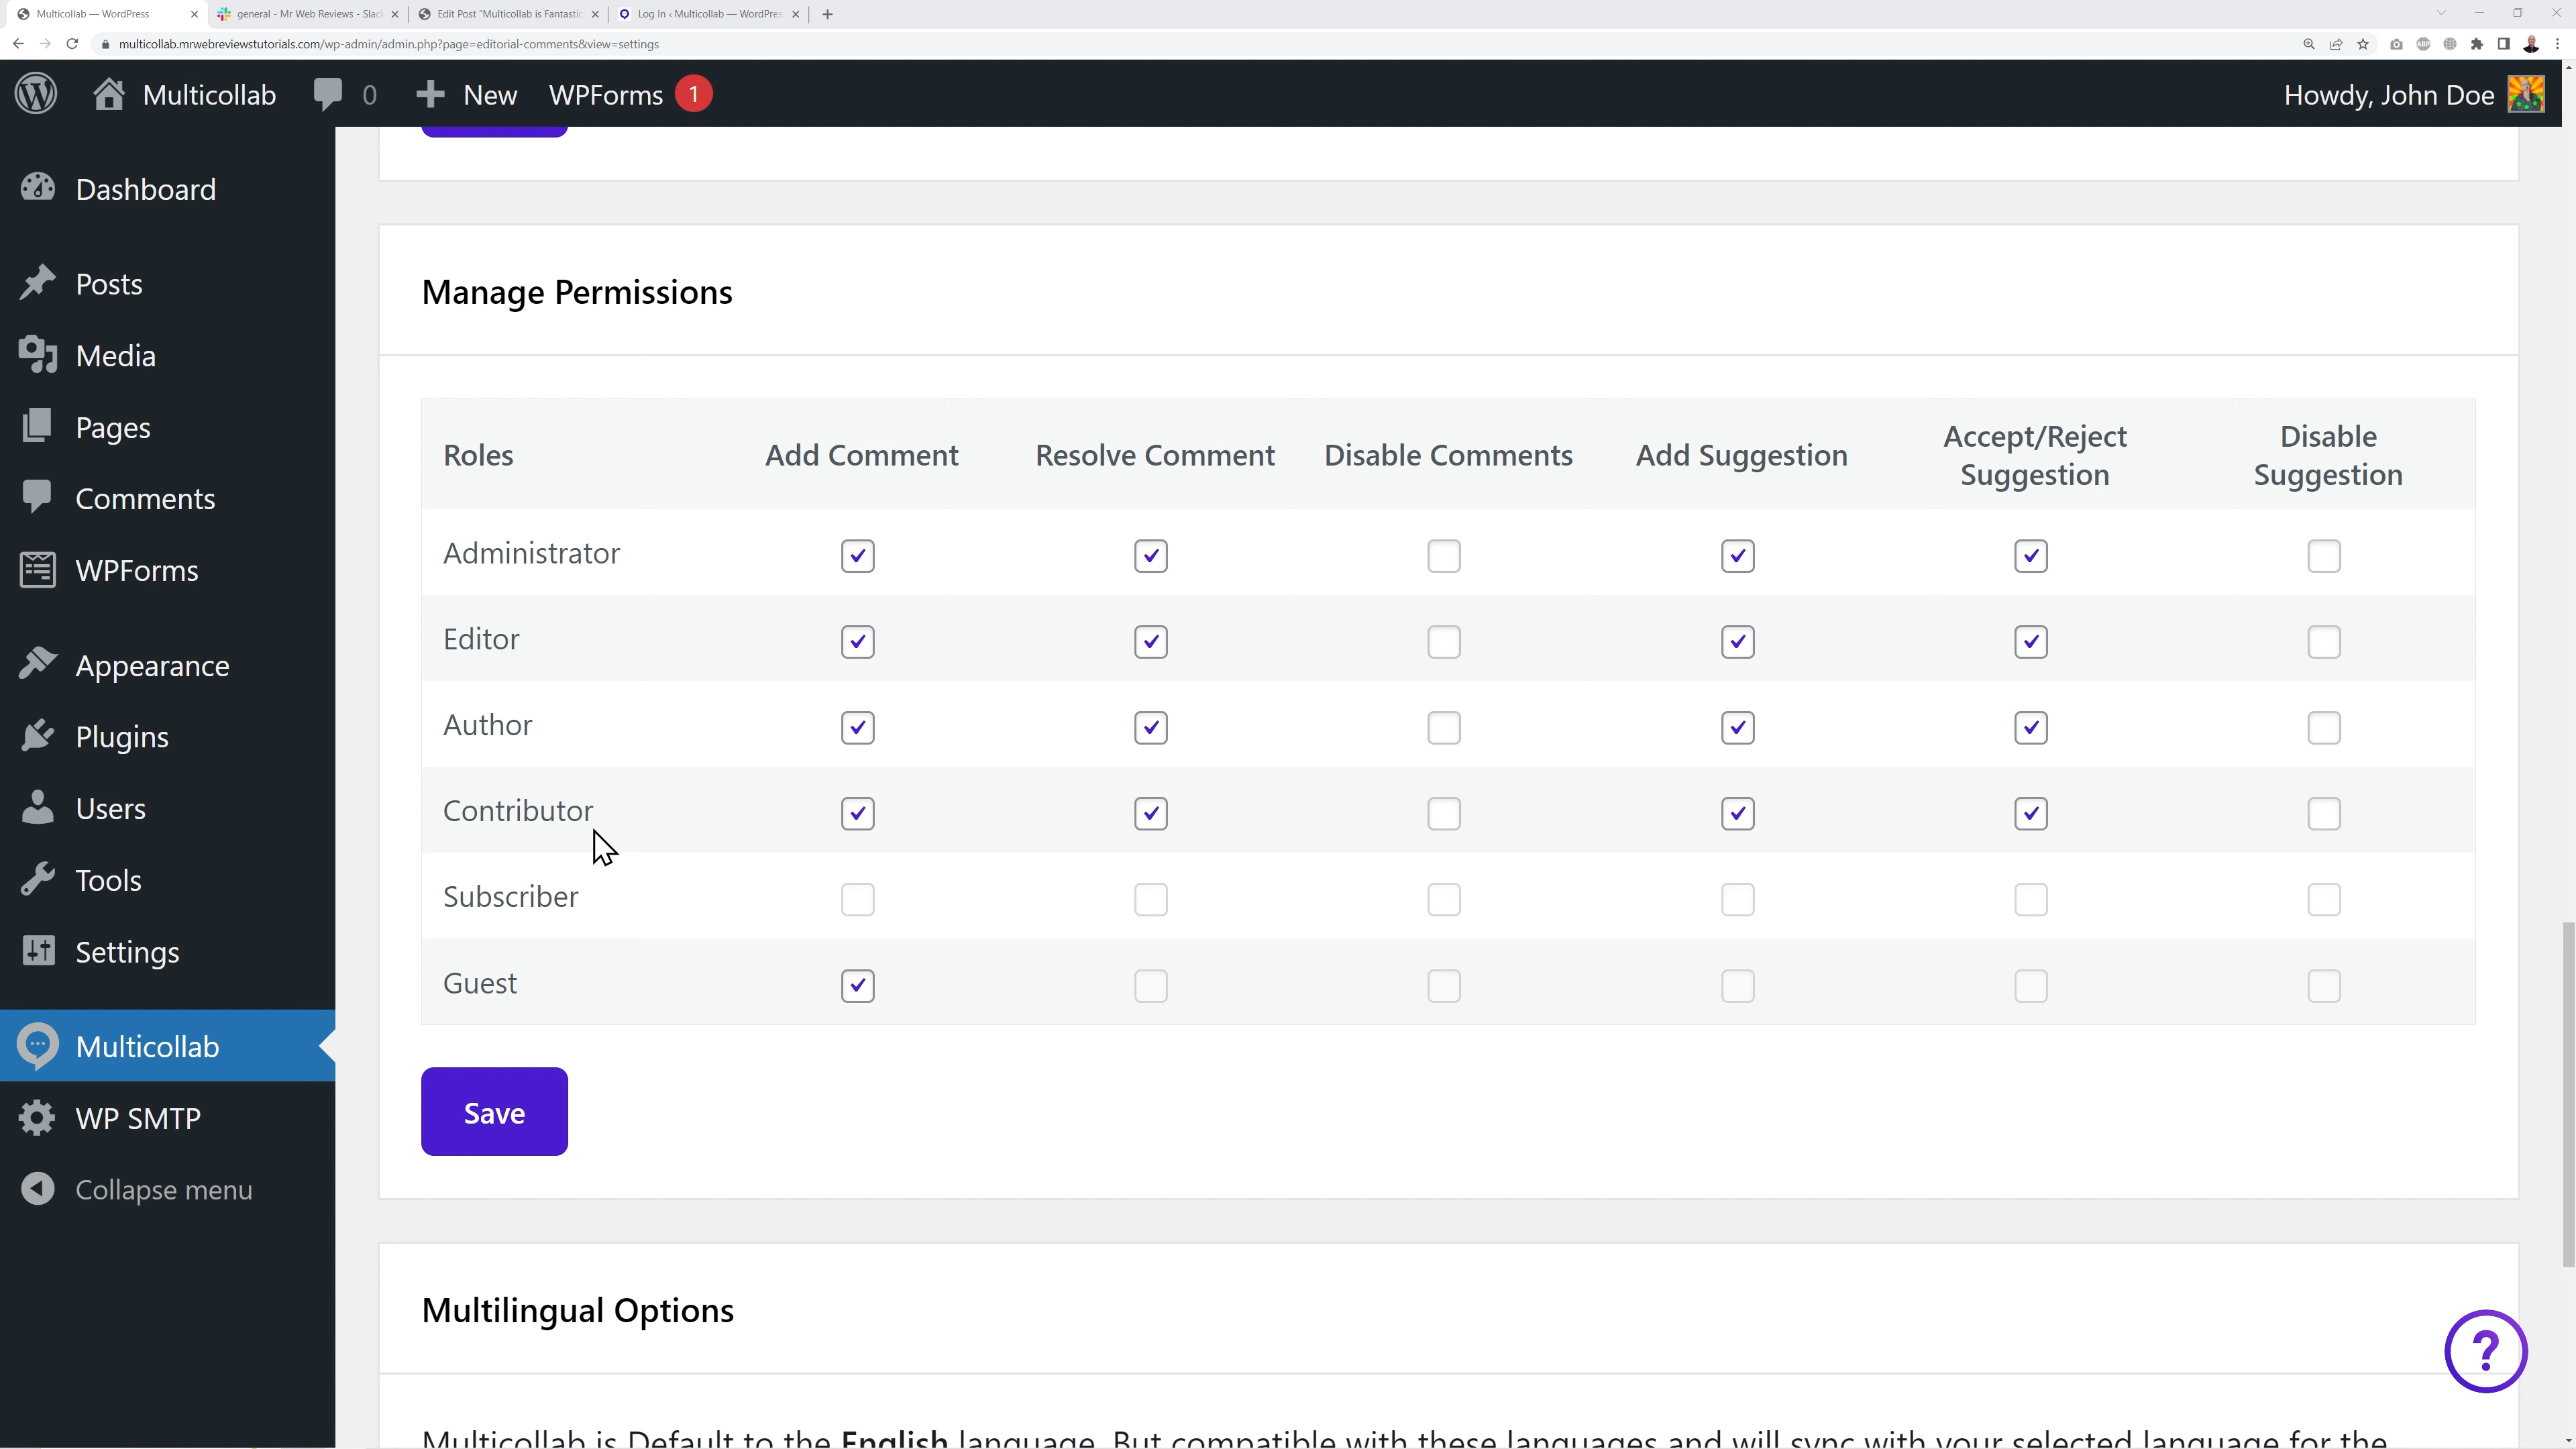 Multicollab — WordPress
general - Mr Web Reviews - Slack
Edit Post "Multicollab is Fantastic
Log In ‹ Multicollab — WordPress
multicollab.mrwebreviewstutorials.com/wp-admin/admin.php?page=editorial-comments&view=settings
ABP
Multicollab 0 New WPForms 1 Howdy, John Doe
Dashboard
Posts
Media
Pages
Comments
WPForms
Appearance
Plugins
Users
Tools
Settings
Multicollab
WP SMTP
Collapse menu
Manage Permissions
Roles Add Comment Resolve Comment Disable Comments Add Suggestion Accept/Reject Suggestion Disable Suggestion
Administrator
Editor
Author
Contributor
Subscriber
Guest
Save
Multilingual Options
?
Multicollab is Default to the English language. But compatible with these languages and will sync with your selected language for the